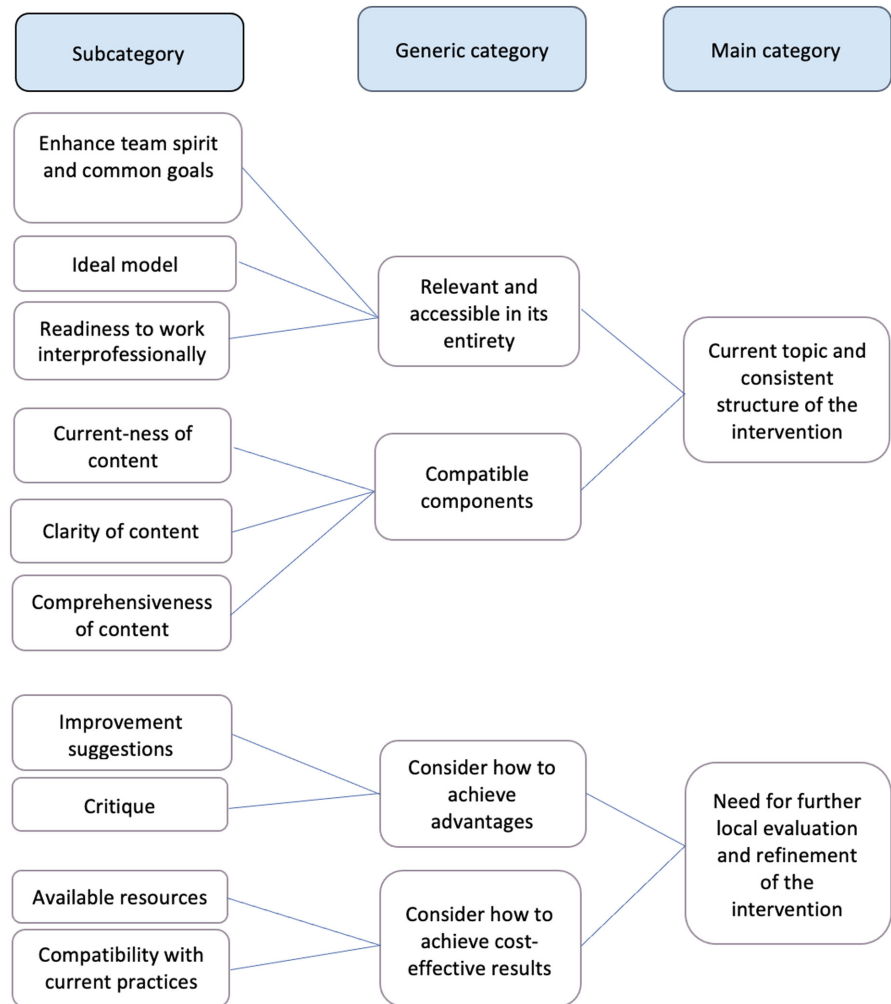 Subcategory
Generic category
Main category
Enhance team spirit
and common goals
Ideal model
Readiness to work
interprofessionally
Relevant and
accessible in its
entirety
Current topic and
consistent
structure of the
intervention
Current-ness of
content
Clarity of content
Comprehensiveness
of content
Compatible
components
Improvement
suggestions
Critique
Consider how to
achieve
advantages
Need for further
local evaluation
and refinement
of the
intervention
Available resources
Compatibility with
current practices
Consider how to
achieve cost-
effective results